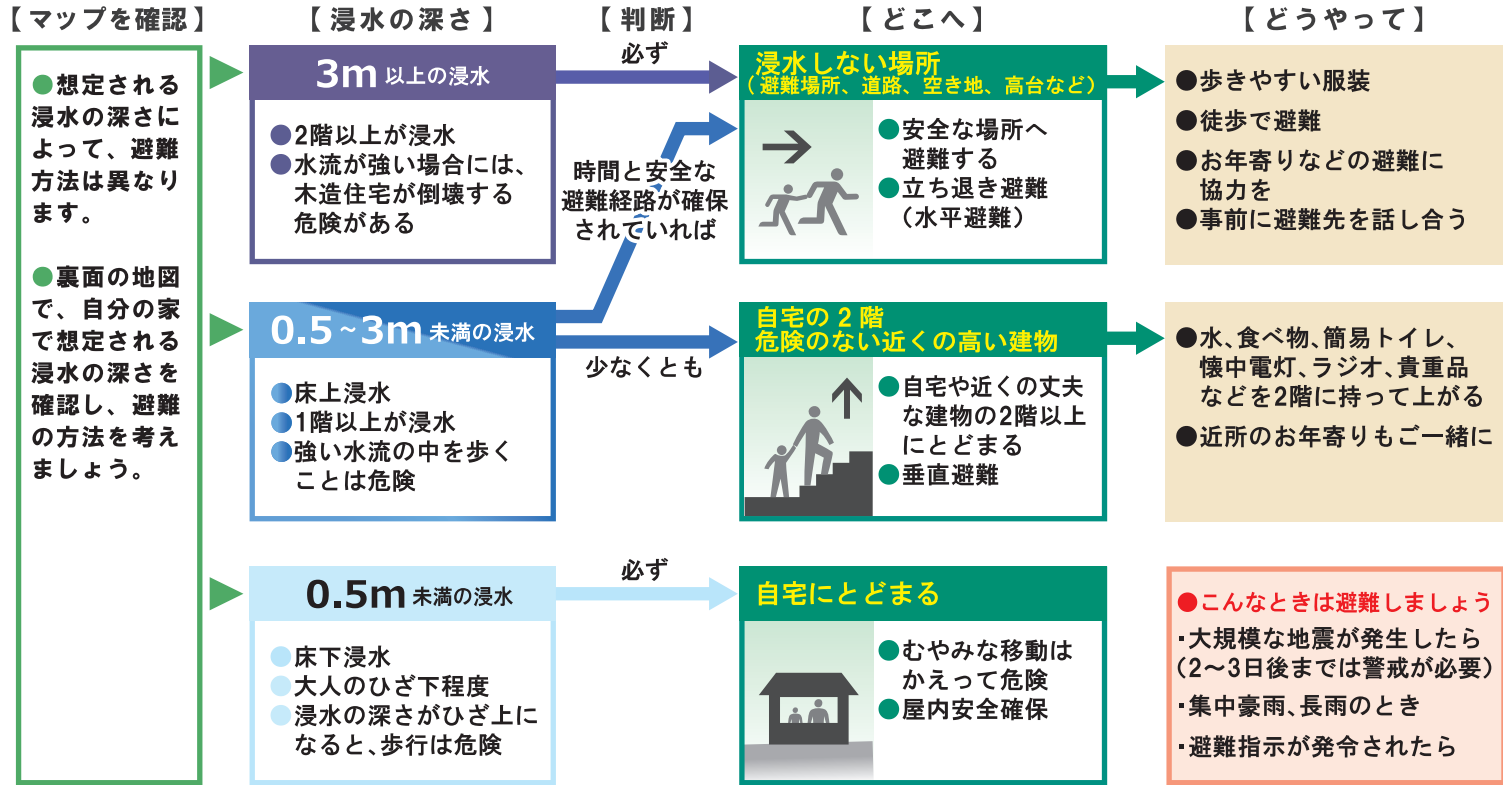 【マップを確認】
●想定される
浸水の深さに
よって、避難
方法は異なり
ます。
●裏面の地図
で、自分の家
で想定される
浸水の深さを
確認し、避難
の方法を考え
ましょう。
【浸水の深さ】
3m 以上の浸水
●2階以上が浸水
●水流が強い場合には、
木造住宅が倒壊する
危険がある
0.5~3m 未満の浸水
●床上浸水
●1階以上が浸水
●強い水流の中を歩く
ことは危険
0.5m 未満の浸水
●床下浸水
●大人のひざ下程度
●浸水の深さがひざ上に
なると、歩行は危険
【判断】
必ず
時間と安全な
避難経路が確保
されていれば
少なくとも
必ず
【どこへ】
浸水しない場所
(避難場所、道路、空き地、高台など)
●安全な場所へ
避難する
●立ち退き避難
(水平避難)
自宅の2階
危険のない近くの高い建物
●自宅や近くの丈夫
な建物の2階以上
にとどまる
●垂直避難
自宅にとどまる
●むやみな移動は
かえって危険
●屋内安全確保
【どうやって】
●歩きやすい服装
●徒歩で避難
●お年寄りなどの避難に
協力を
●事前に避難先を話し合う
●水、食べ物、簡易トイレ、
懐中電灯、ラジオ、貴重品
などを2階に持って上がる
●近所のお年寄りもご一緒に
●こんなときは避難しましょう
・大規模な地震が発生したら
(2〜3日後までは警戒が必要)
・集中豪雨、長雨のとき
・避難指示が発令されたら